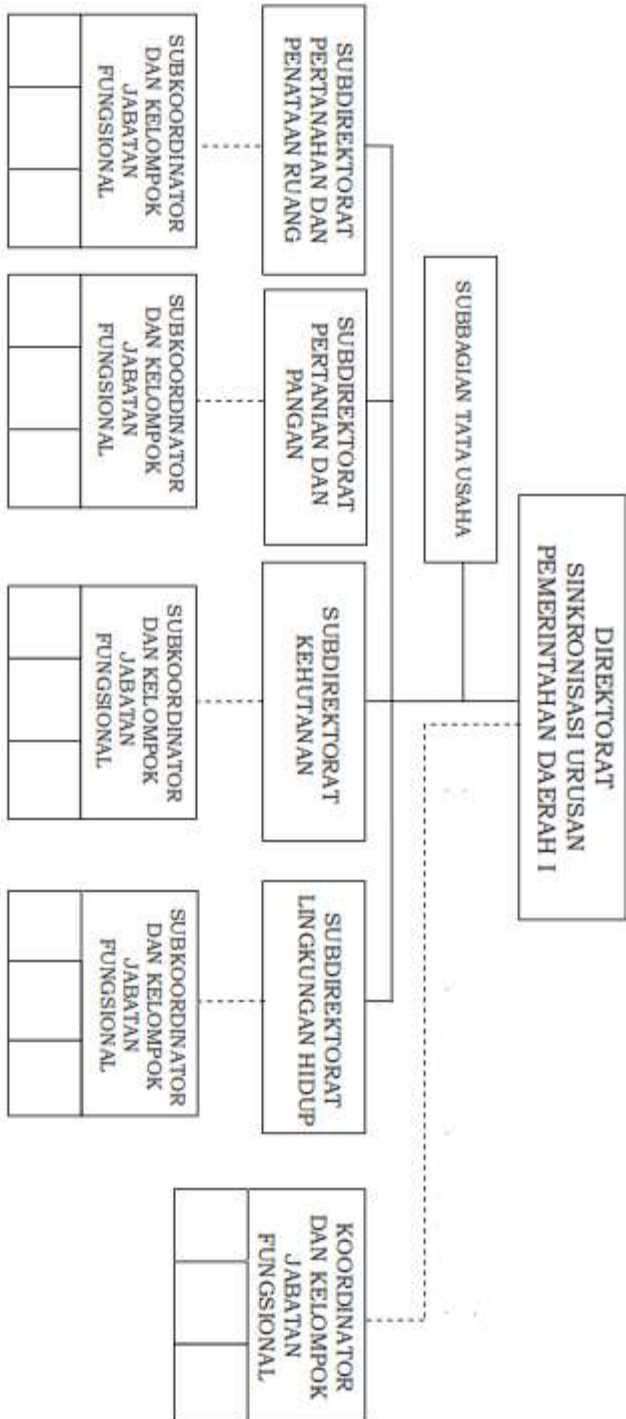 DIREKTORAT
SINKRONISASI URUSAN
PEMERINTAHAN DAERAH I
SUBBAGIAN TATA USAHA
SUBDIREKTORAT
PERTANAHAN DAN
PENATAAN RUANG
SUBDIREKTORAT
PERTANIAN DAN
PANGAN
SUBDIREKTORAT
KEHUTANAN
SUBDIREKTORAT
LINGKUNGAN HIDUP
KOORDINATOR
DAN KELOMPOK
JABATAN
FUNGSIONAL
SUBKOORDINATOR
DAN KELOMPOK
JABATAN
FUNGSIONAL
SUBKOORDINATOR
DAN KELOMPOK
JABATAN
FUNGSIONAL
SUBKOORDINATOR
DAN KELOMPOK
JABATAN
FUNGSIONAL
SUBKOORDINATOR
DAN KELOMPOK
JABATAN
FUNGSIONAL